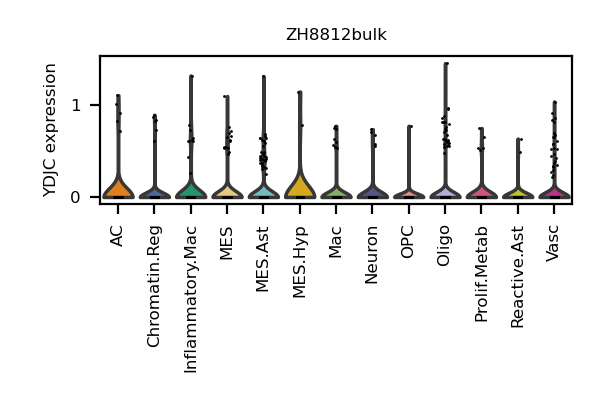 ZH8812bulk
YDJC expression
1
0
AC
Chromatin.Reg
Inflammatory.Mac
MES
MES.Ast
MES.Hyp
Mac
Neuron
OPC
Oligo
Prolif.Metab
Reactive.Ast
Vasc